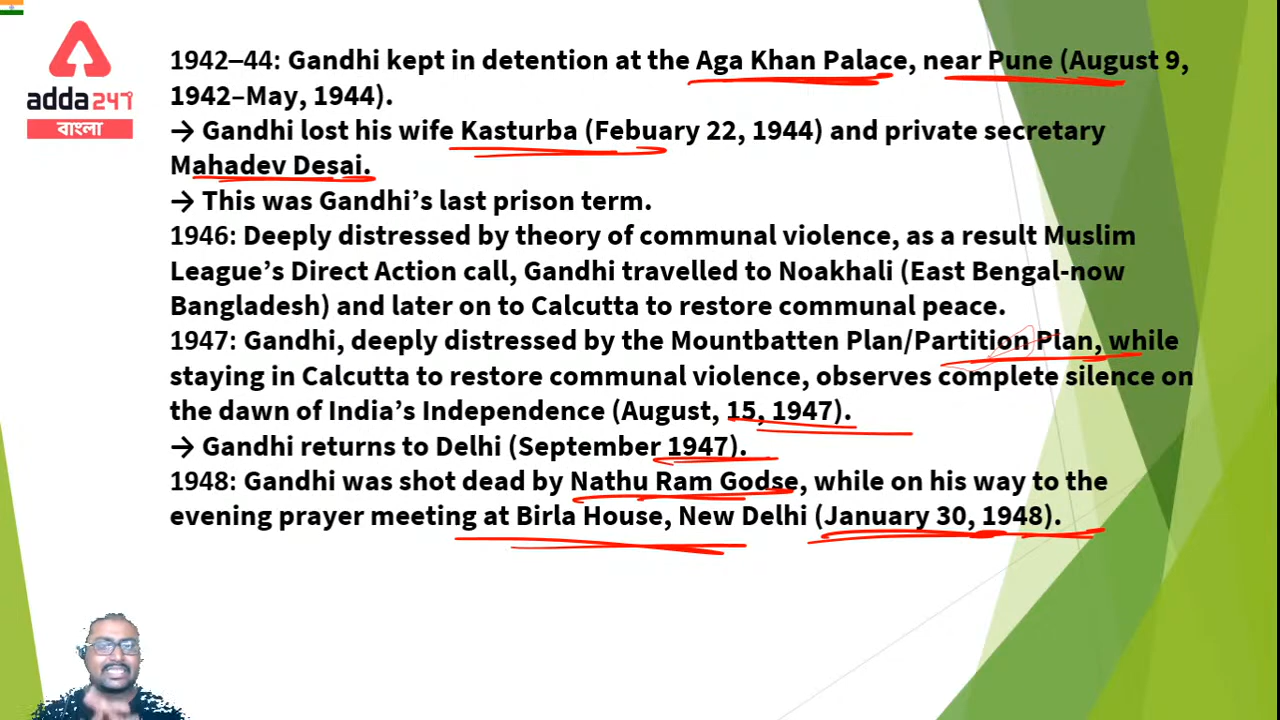 adda247
বাংলা
1942–44: Gandhi kept in detention at the Aga Khan Palace, near Pune (August 9,
1942–May, 1944).
→ Gandhi lost his wife Kasturba (Febuary 22, 1944) and private secretary
Mahadev Desai.
→ This was Gandhi’s last prison term.
1946: Deeply distressed by theory of communal violence, as a result Muslim
League’s Direct Action call, Gandhi travelled to Noakhali (East Bengal-now
Bangladesh) and later on to Calcutta to restore communal peace.
1947: Gandhi, deeply distressed by the Mountbatten Plan/Partition Plan, while
staying in Calcutta to restore communal violence, observes complete silence on
the dawn of India’s Independence (August, 15, 1947).
→ Gandhi returns to Delhi (September 1947).
1948: Gandhi was shot dead by Nathu Ram Godse, while on his way to the
evening prayer meeting at Birla House, New Delhi (January 30, 1948).